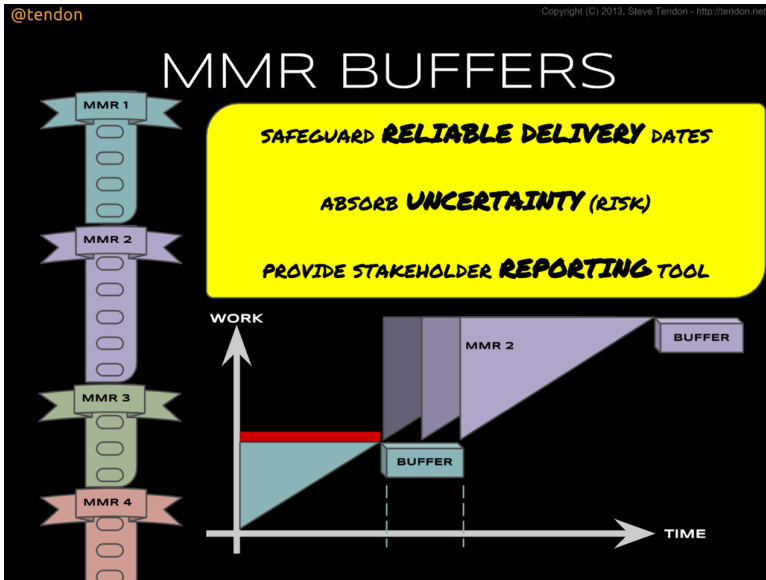 @tendon
Copyright (C) 2013, Steve Tendon - http://tendon.net
MMR BUFFERS
MMR 1
MMR 2
MMR 3
MMR 4
SAFEGUARD RELIABLE DELIVERY DATES
ABSORB UNCERTAINTY (RISK)
PROVIDE STAKEHOLDER REPORTING TOOL
WORK
MMR 2
BUFFER
BUFFER
TIME